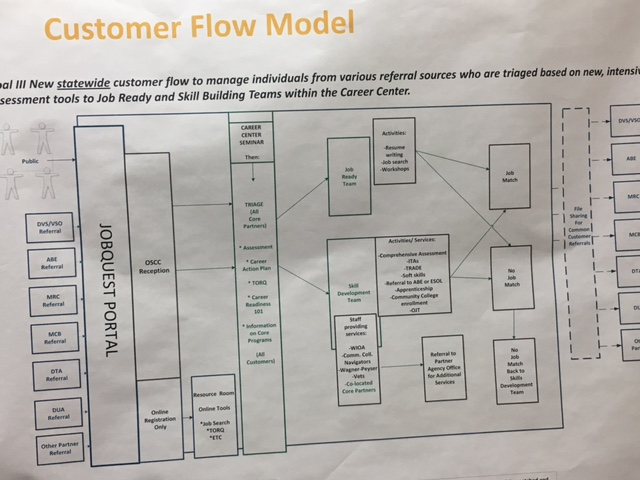 Customer Flow Model
al III New statewide customer flow to manage individuals from various referral sources who are triaged based on new, intensiv
sessment tools to Job Ready and Skill Building Teams within the Career Center.
Public
DVS/VSO
Referral
ABE
Referral
MRC
Referral
MCB
Referral
DTA
Referral
DUA
Referral
Other Partner
Referral
JOBQUEST PORTAL
OSCC
Reception
Online
Registration
Only
Resource Room
Online Tools
*Job Search
*TORQ
*ETC
CAREER
CENTER
SEMINAR
Then:
TRIAGE
(All
Core
Partners)
* Assessment
* Career
Action Plan
* TORQ
* Career
Readiness
101
* Information
on Core
Programs
(All
Customers)
Job
Ready
Team
Activities:
-Resume
writing
-Job search
-Workshops
Skill
Development
Team
Activities/ Services:
-Comprehensive Assessment
-ITAs
-TRADE
-Soft skills
-Referral to ABE or ESOL
-Apprenticeship
-Community College
enrollment
-OJT
Staff
providing
services:
-WIOA
-Comm. Coll.
Navigators
-Wagner-Peyser
-Vets
-Co-located
Core Partners
Referral to
Partner
Agency Office
for Additional
Services
Job
Match
No
Job
Match
No
Job
Match
Back to
Skills
Development
Team
File
Sharing
For
Common
Customer
Referrals
DVS/VSO
ABE
MRC
MCB
DTA
DU
Ot
Par